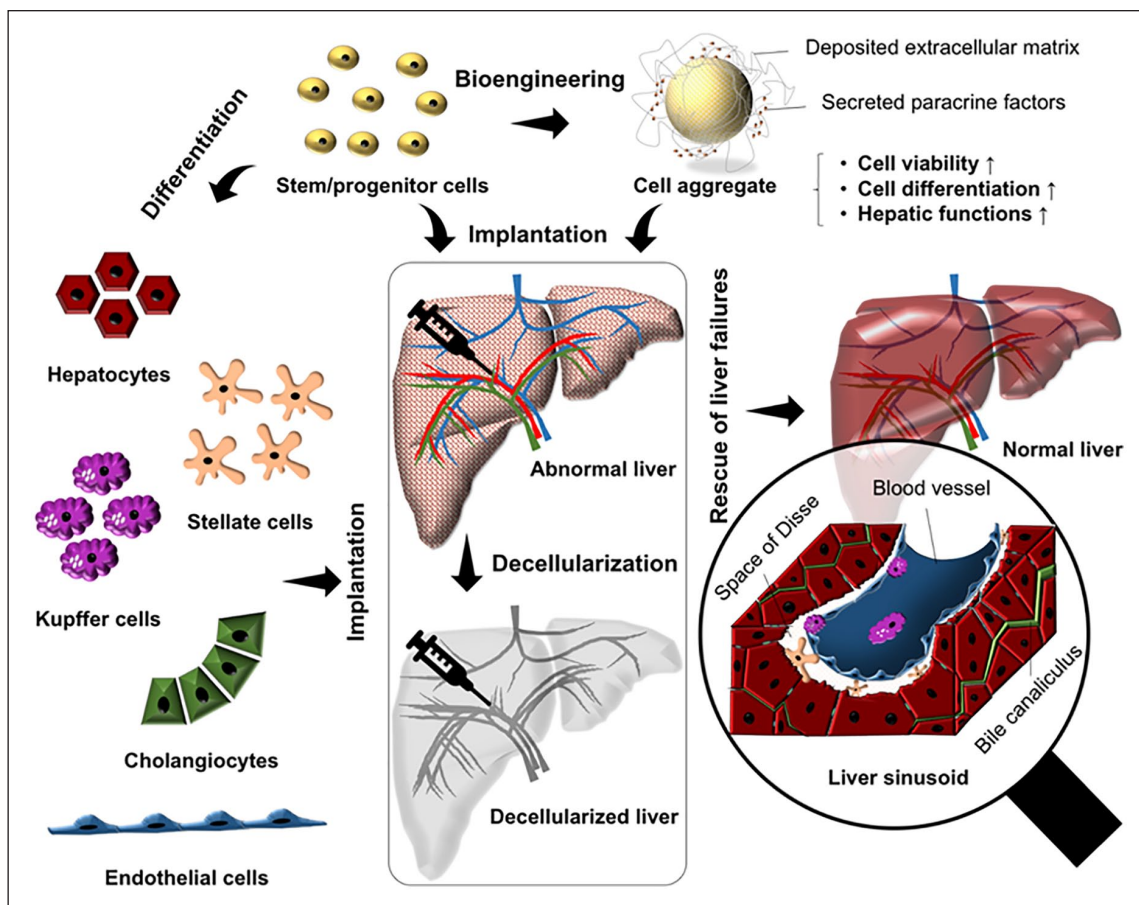 Bioengineering
Deposited extracellular matrix
Secreted paracrine factors
Differentiation
Stem/progenitor cells
Cell aggregate
• Cell viability ↑
• Cell differentiation ↑
• Hepatic functions ↑
Implantation
Hepatocytes
Stellate cells
Kupffer cells
Cholangiocytes
Endothelial cells
Implantation
Abnormal liver
Decellularization
Decellularized liver
Rescue of liver failures
Normal liver
Blood vessel
Space of Disse
Bile canaliculus
Liver sinusoid